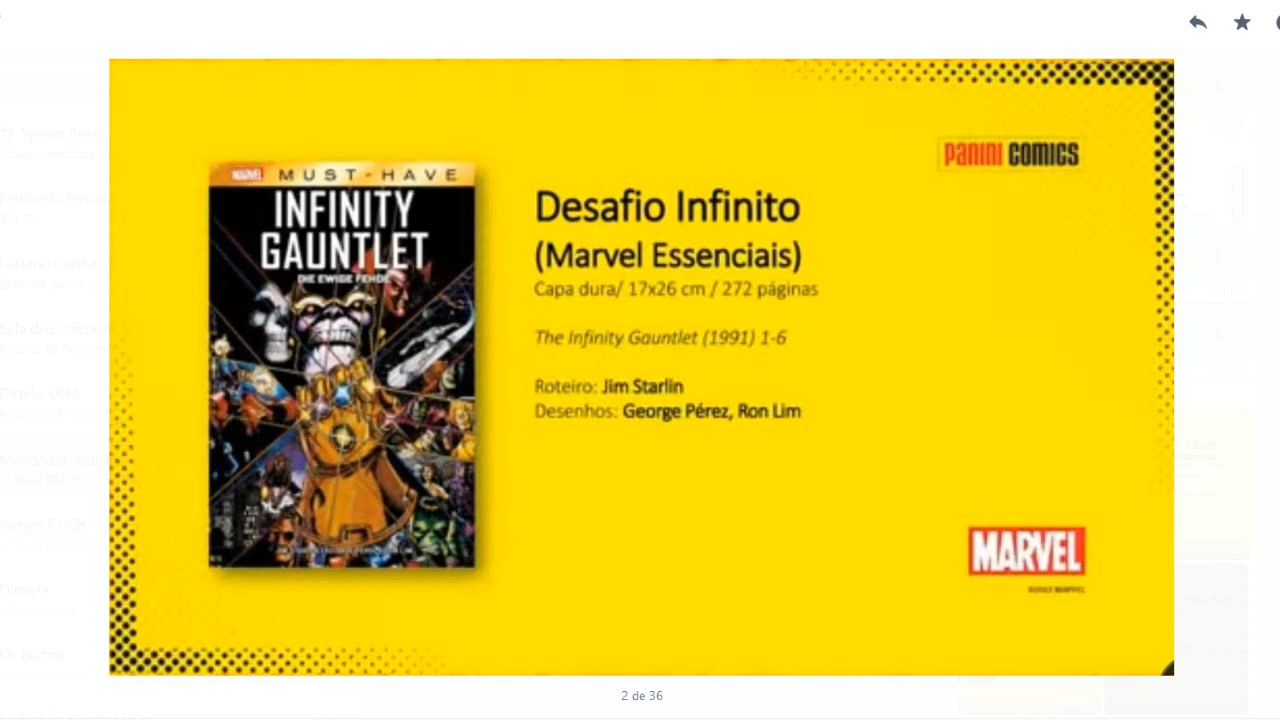 PANINI COMICS
MARVEL MUST-HAVE
INFINITY
GAUNTLET
DIE EWIGE FEHDE
Desafio Infinito
(Marvel Essenciais)
Capa dura/ 17x26 cm / 272 páginas
The Infinity Gauntlet (1991) 1-6
Roteiro: Jim Starlin
Desenhos: George Pérez, Ron Lim
MARVEL
2 de 36